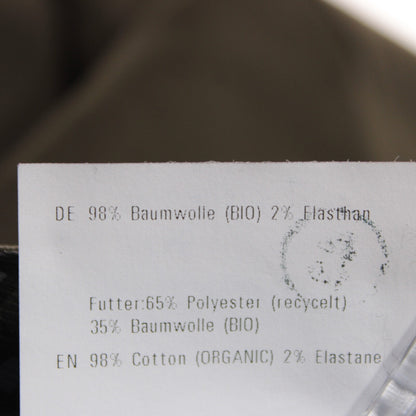 DE 98% Baumwolle (BIO) 2% Elasthan
Futter:65% Polyester (recycelt)
35% Baumwolle (BIO)
EN 98% Cotton (ORGANIC) 2% Elastane